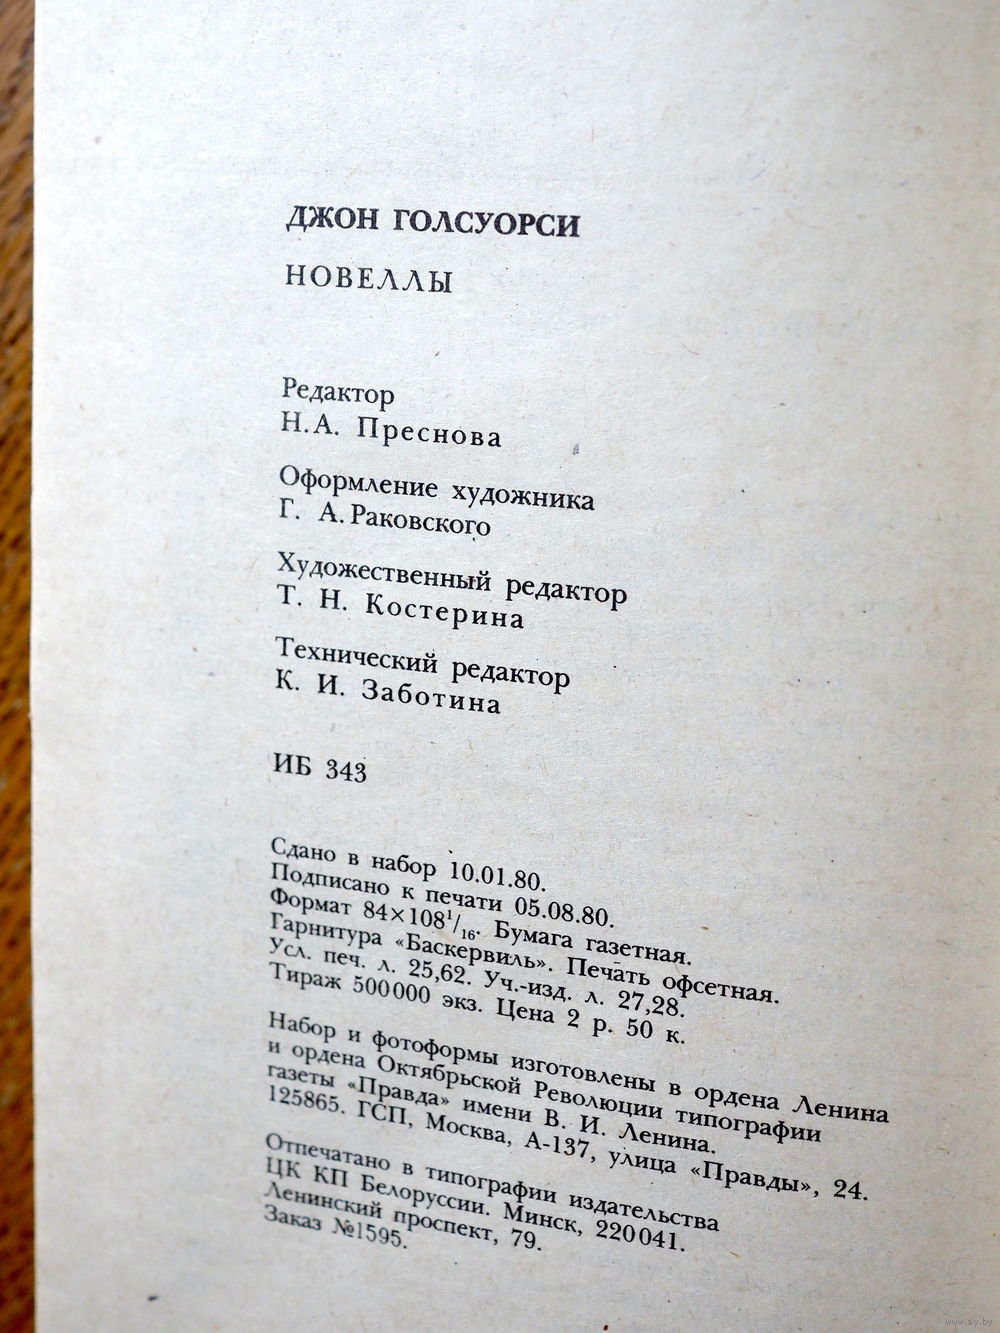 ДЖОН ГОЛСУОРСИ
НОВЕЛЛЫ
Редактор
Н.А. Преснова
Оформление художника
Г. А. Раковского
Художественный редактор
Т. Н. Костерина
Технический редактор
К. И. Заботина
ИБ 343
Сдано в набор 10.01.80.
Подписано к печати 05.08.80.
Формат 84×108¹/₁₆. Бумага газетная.
Гарнитура «Баскервиль». Печать офсетная.
Усл. печ. л. 25,62. Уч.-изд. л. 27,28.
Тираж 500000 экз. Цена 2 р. 50 к.
Набор и фотоформы изготовлены в ордена Ленина
и ордена Октябрьской Революции типографии
газеты «Правда» имени В. И. Ленина.
125865. ГСП, Москва, А-137, улица «Правды», 24.
Отпечатано в типографии издательства
ЦК КП Белоруссии. Минск, 220041.
Ленинский проспект, 79.
Заказ №1595.
www.ay.by